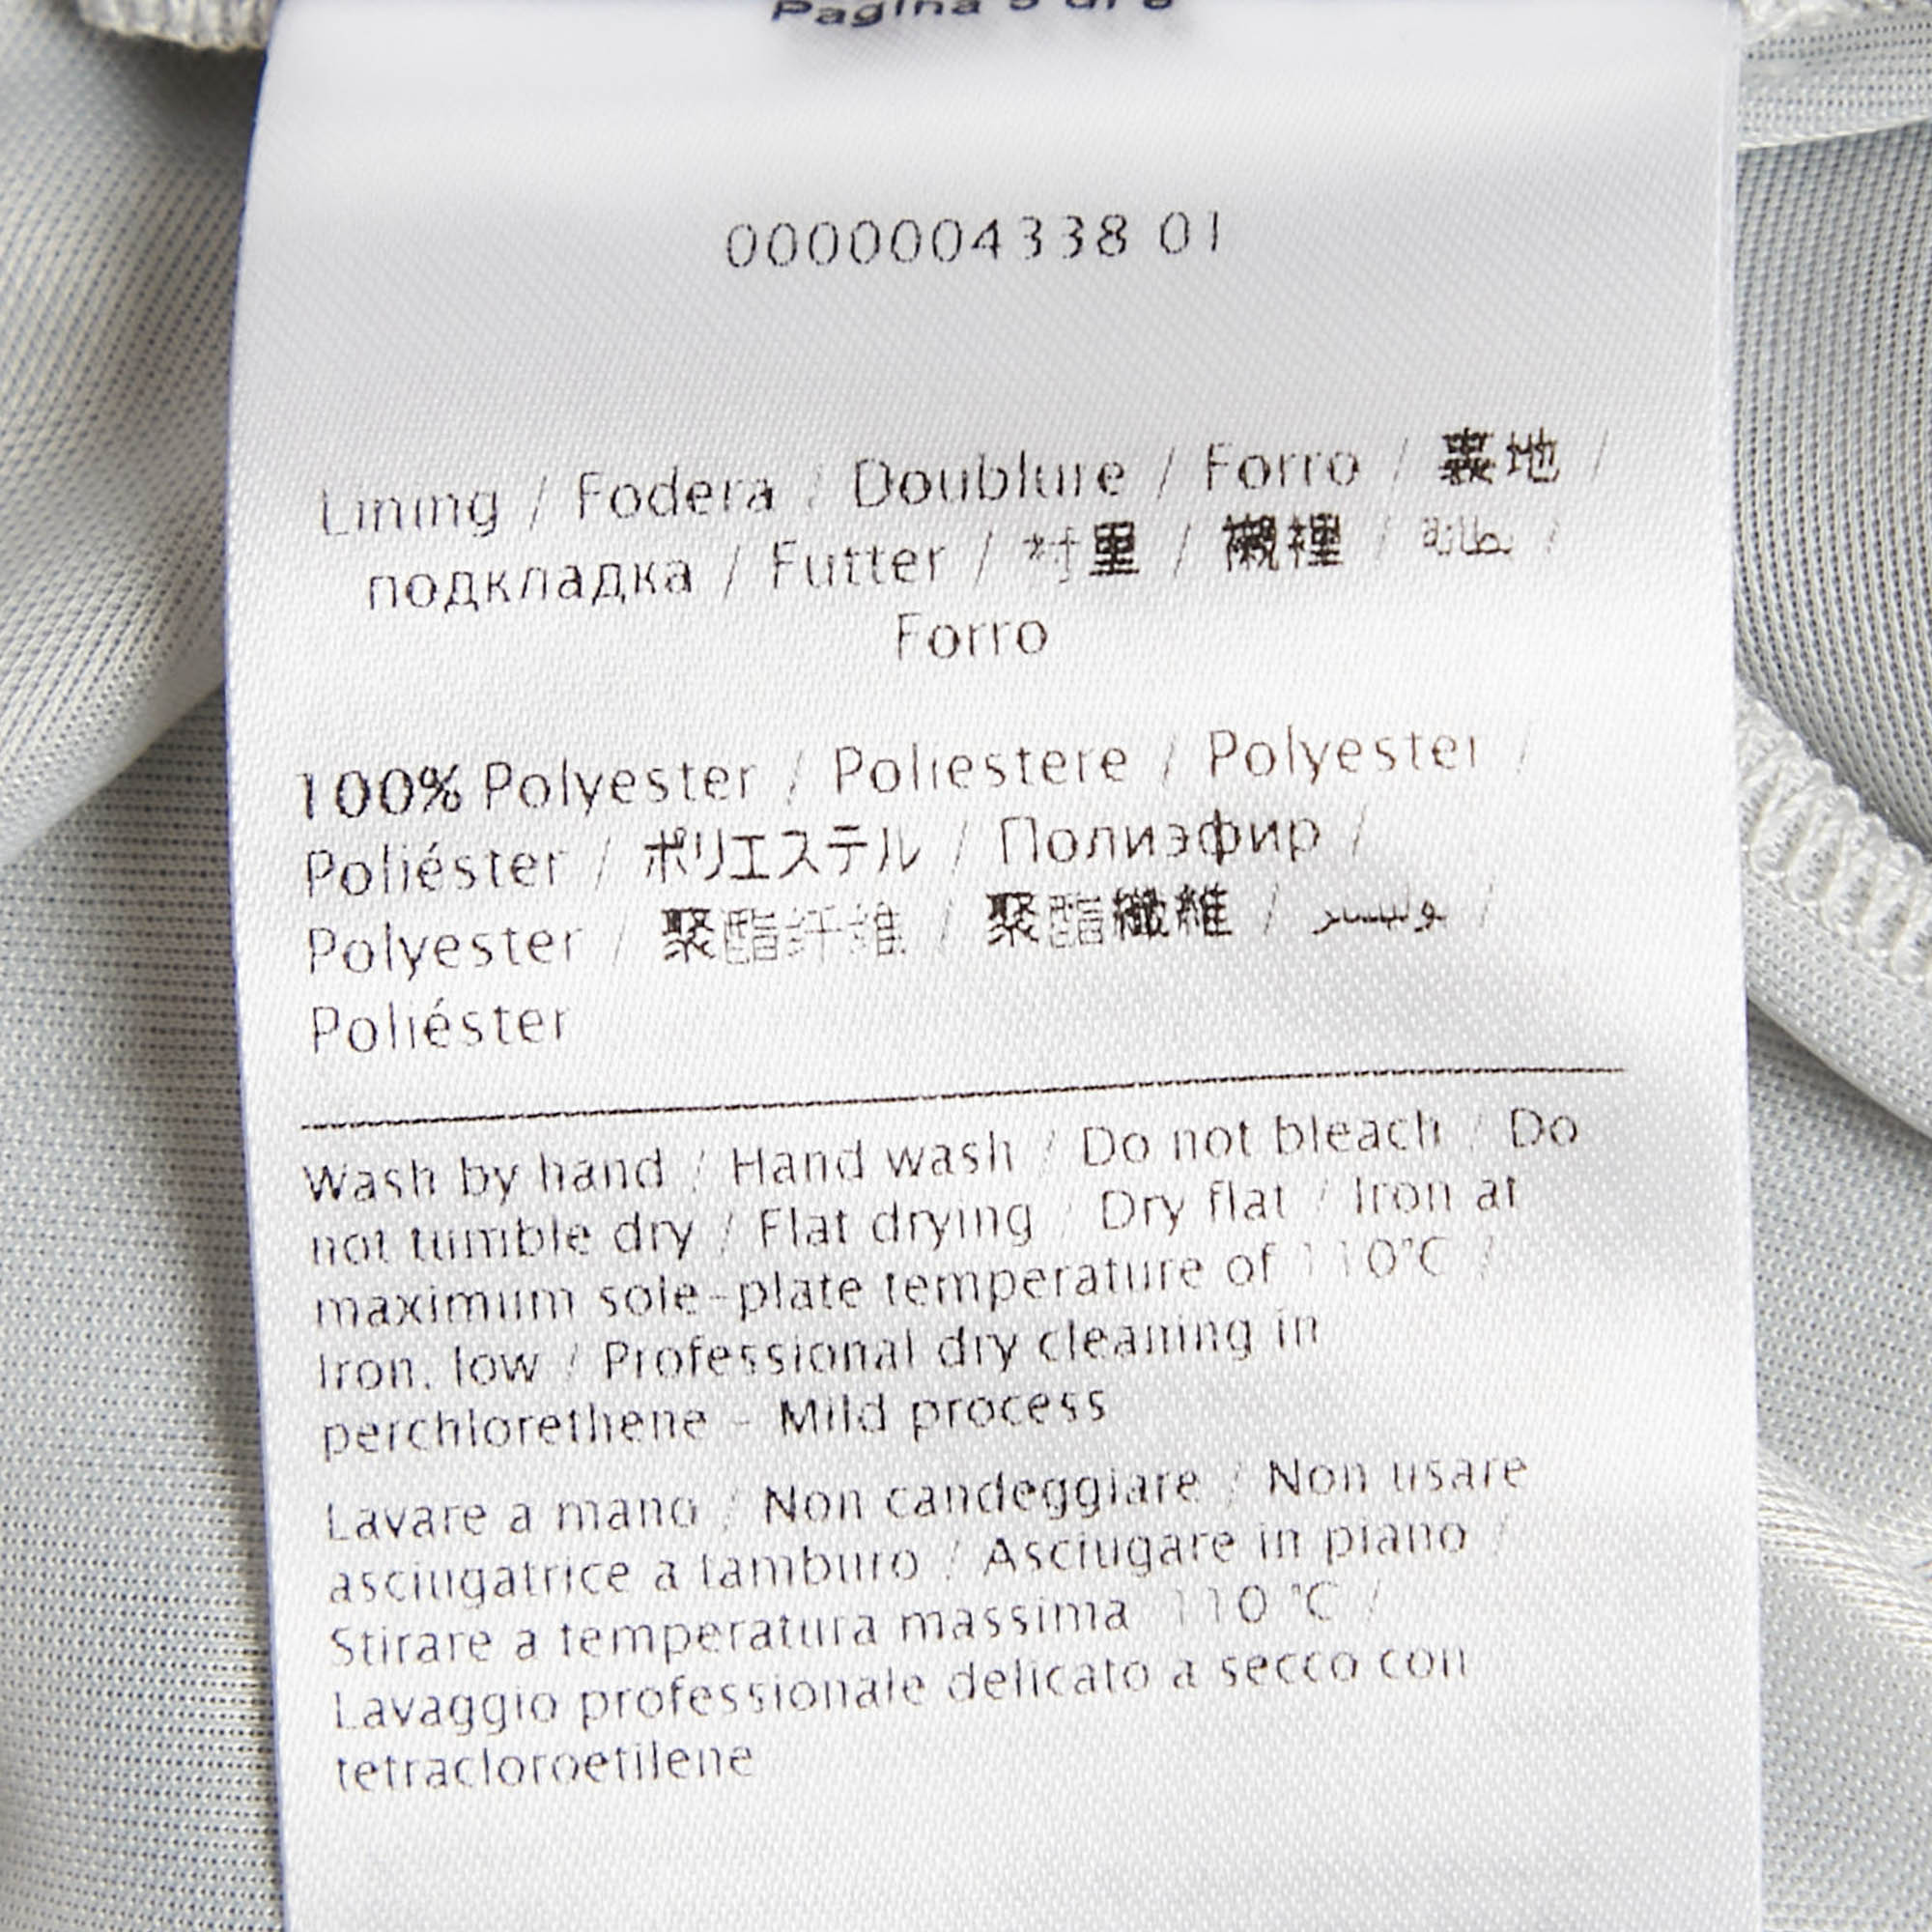 Pagina 5 di 8
0000004338 01
Lining / Fodera / Doublure / Forro / 裏地 /
подкладка / Futter / 衬里 / 襯裡 / بطانة /
Forro
100% Polyester / Poliestere / Polyester /
Poliéster / ポリエステル / Полиэфир /
Polyester / 聚酯纤维 / 聚酯纖維 / بوليستر /
Poliéster
Wash by hand / Hand wash / Do not bleach / Do
not tumble dry / Flat drying / Dry flat / Iron at
maximum sole-plate temperature of 110°C /
Iron, low / Professional dry cleaning in
perchlorethene - Mild process
Lavare a mano / Non candeggiare / Non usare
asciugatrice a tamburo / Asciugare in piano /
Stirare a temperatura massima 110 °C /
Lavaggio professionale delicato a secco con
tetracloroetilene